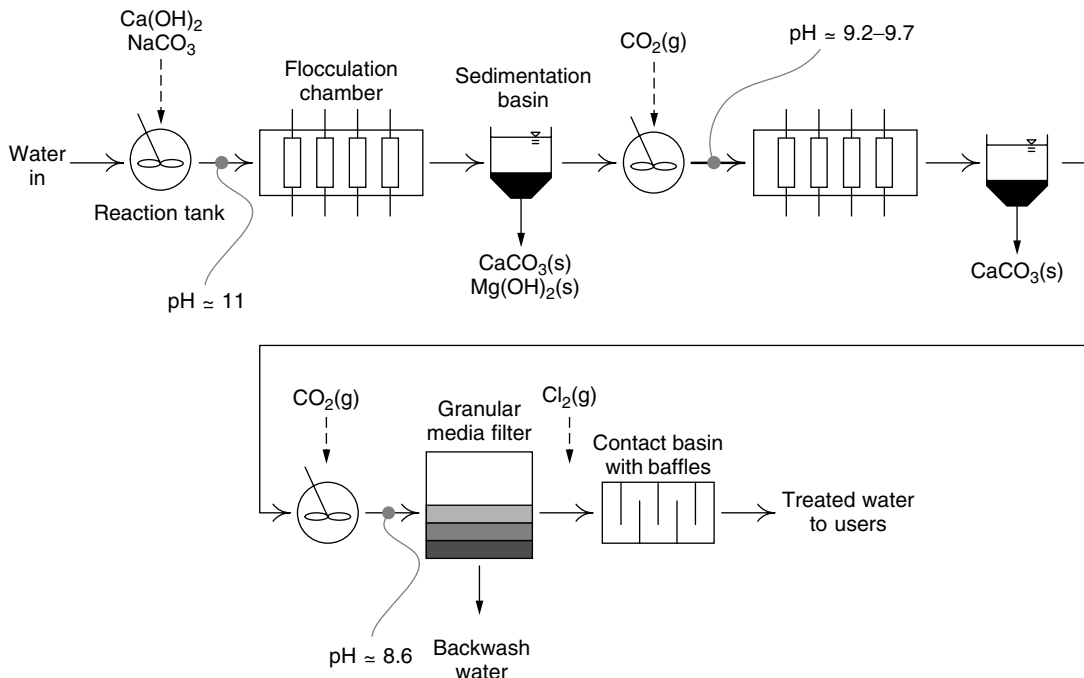 Ca(OH)₂
NaCO₃
Flocculation
chamber
Sedimentation
basin
CO₂(g)
pH ≃ 9.2–9.7
Water
in
Reaction tank
pH ≃ 11
CaCO₃(s)
Mg(OH)₂(s)
CaCO₃(s)
CO₂(g)
Granular
media filter
Cl₂(g)
Contact basin
with baffles
Treated water
to users
pH ≃ 8.6
Backwash
water